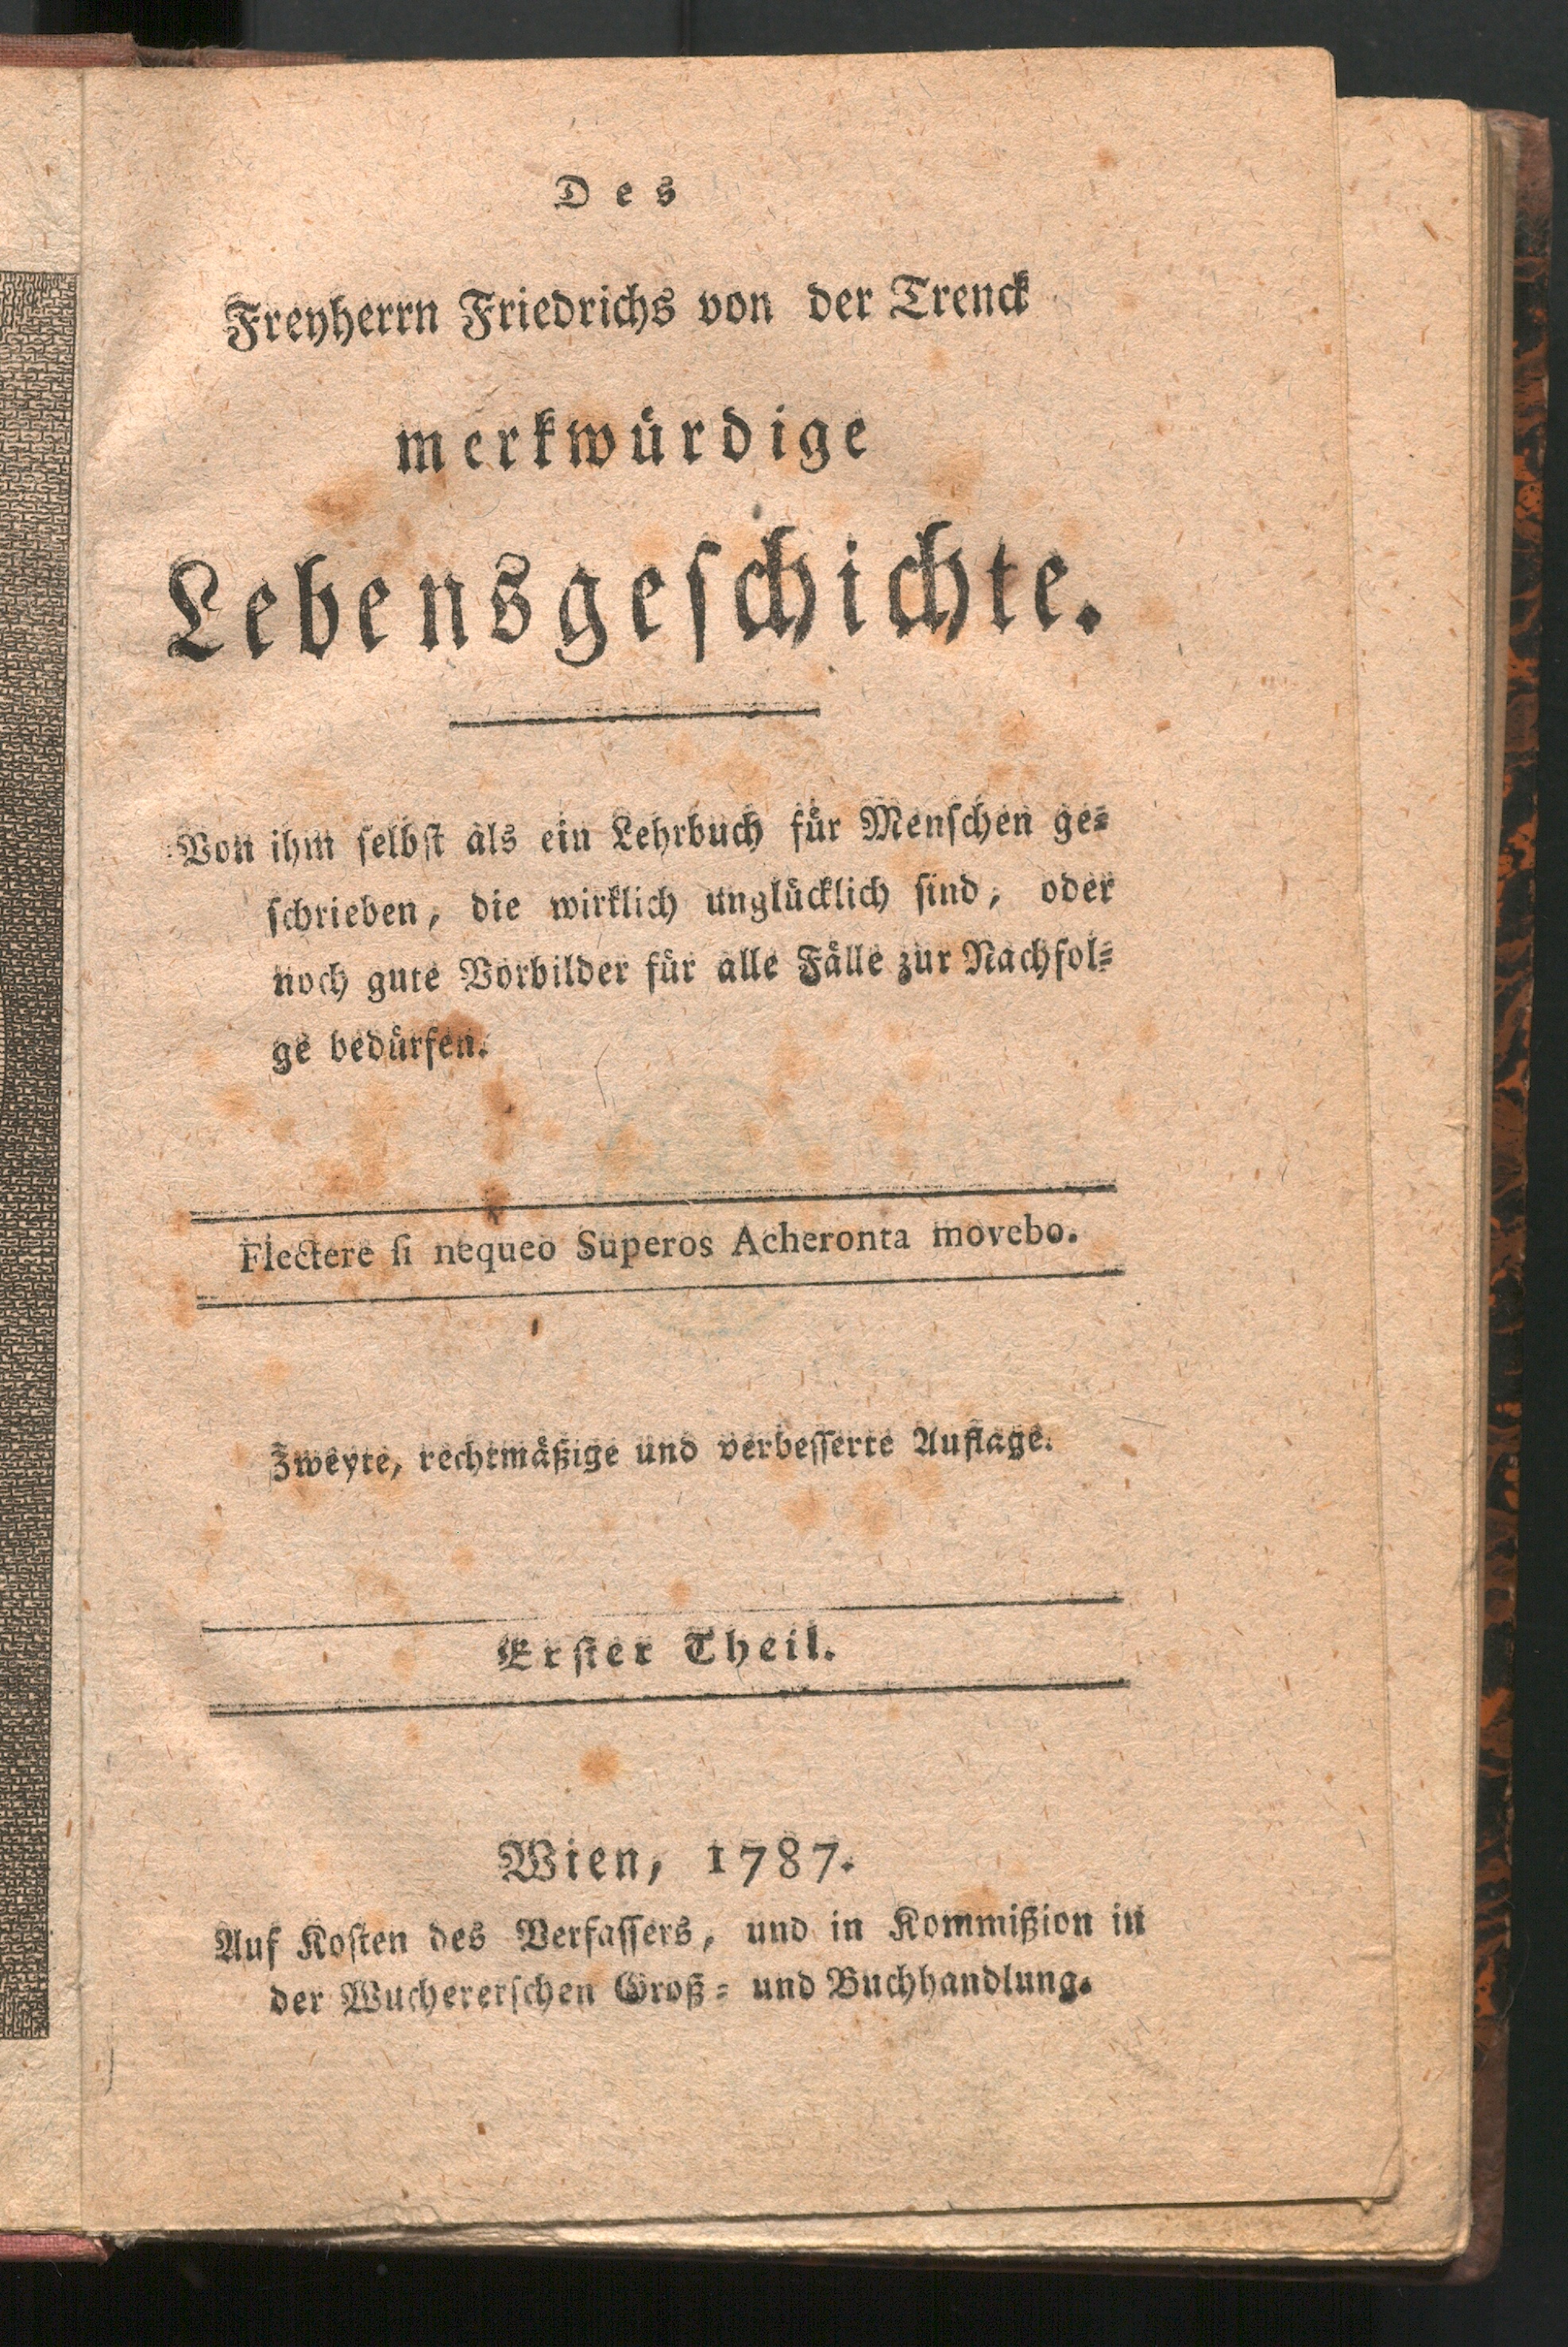 Des
Freyherrn Friedrichs von der Trenck
merkwürdige
Lebensgeſchichte.
Von ihm ſelbſt als ein Lehrbuch für Menſchen ge⸗
ſchrieben, die wirklich unglücklich ſind, oder
noch gute Vorbilder für alle Fälle zur Nachfol⸗
ge bedürfen.
Flectere ſi nequeo Superos Acheronta movebo.
Zweyte, rechtmäßige und verbeſſerte Auflage.
Erſter Theil.
Wien, 1787.
Auf Koſten des Verfaſſers, und in Kommißion in
der Wuchererſchen Groß⸗ und Buchhandlung.